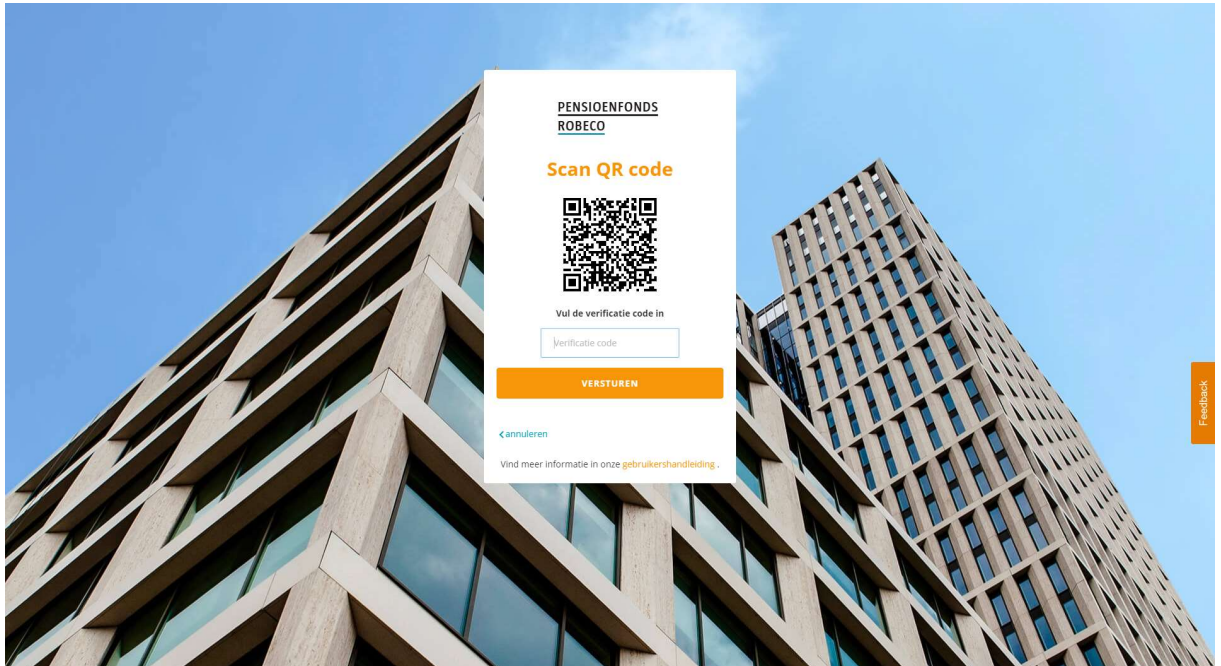 PENSIOENFONDS
ROBECO
Scan QR code
Vul de verificatie code in
Verificatie code
VERSTUREN
annuleren
Vind meer informatie in onze gebruikershandleiding .
Feedback